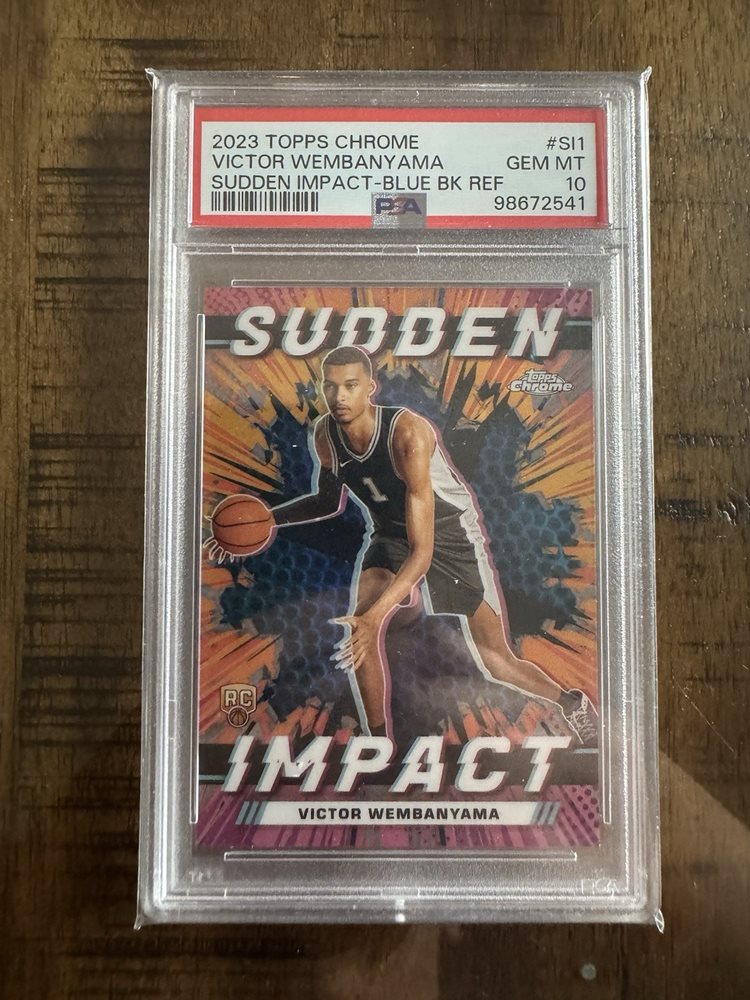 2023 TOPPS CHROME #SI1
VICTOR WEMBANYAMA GEM MT
SUDDEN IMPACT-BLUE BK REF 10
PSA 98672541
SUDDEN
Topps
Chrome
1
RC
IMPACT
VICTOR WEMBANYAMA